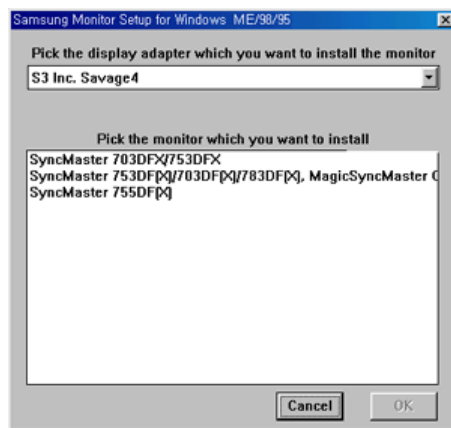 Samsung Monitor Setup for Windows ME/98/95
Pick the display adapter which you want to install the monitor
S3 Inc. Savage4
Pick the monitor which you want to install
SyncMaster 703DFX/753DFX
SyncMaster 753DF[X]/703DF[X]/783DF[X], MagicSyncMaster
SyncMaster 755DF[X]
Cancel
OK